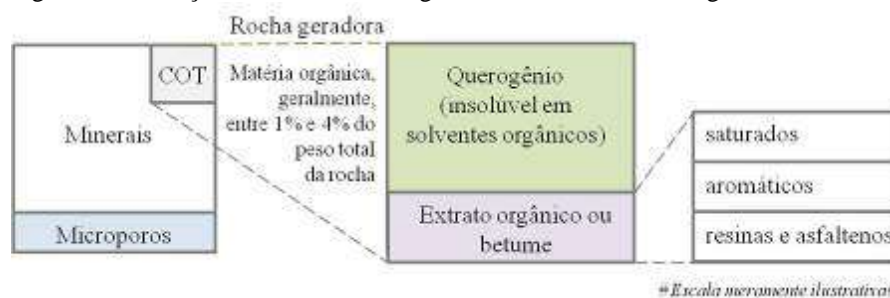 Rocha geradora
COT
Minerais
Microporos
Matéria orgânica,
geralmente,
entre 1% e 4% do
peso total
da rocha
Querogênio
(insolúvel em
solventes orgânicos)
Extrato orgânico ou
betume
saturados
aromáticos
resinas e asfaltenos
#Escala meramente ilustrativa